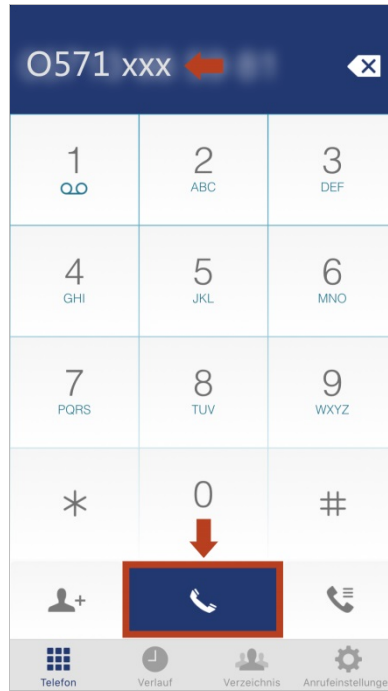 O571 xxx
1 2 3
ABC DEF
4 5 6
GHI JKL MNO
7 8 9
PQRS TUV WXYZ
* 0 #
Telefon Verlauf Verzeichnis Anrufeinstellunge